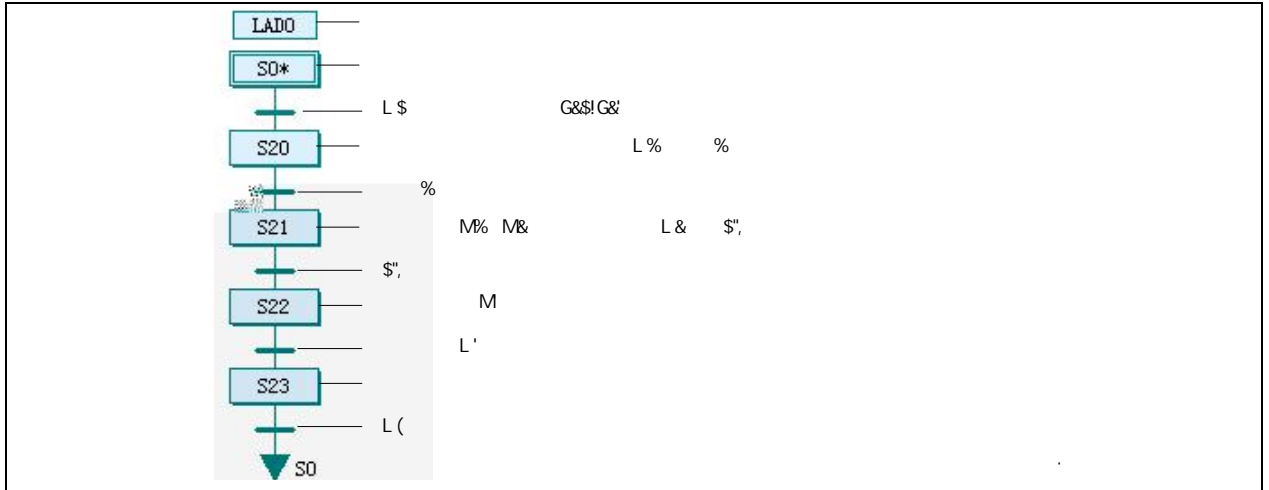 LAD0
S0*
L $ G&$! G&'
S20 L % %
%
S21 M% M& L & $",
$",
S22 M
L '
S23
L (
S0
.